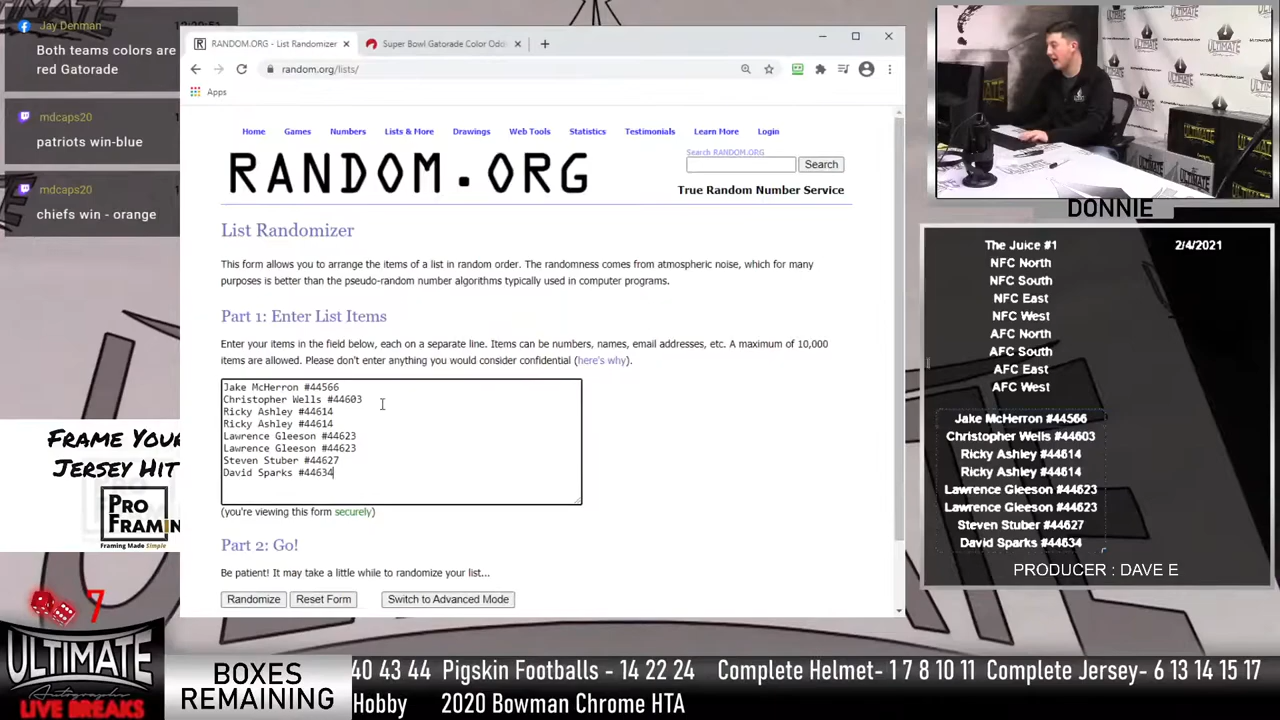 Jay Denman
Both teams colors are
red Gatorade
mdcaps20
patriots win-blue
mdcaps20
chiefs win - orange
FRAME YOUR
JERSEY HIT
PRO
FRAMIN
Framing Made Simple
7
ULTIMATE
Autographs
LIVE BREAKS
RANDOM.ORG - List Randomizer
Super Bowl Gatorade Color Odd
random.org/lists/
Apps
Home Games Numbers Lists & More Drawings Web Tools Statistics Testimonials Learn More Login
RANDOM.ORG
Search RANDOM.ORG
Search
True Random Number Service
List Randomizer
This form allows you to arrange the items of a list in random order. The randomness comes from atmospheric noise, which for many
purposes is better than the pseudo-random number algorithms typically used in computer programs.
Part 1: Enter List Items
Enter your items in the field below, each on a separate line. Items can be numbers, names, email addresses, etc. A maximum of 10,000
items are allowed. Please don't enter anything you would consider confidential (here's why).
Jake McHerron #44566
Christopher Wells #44603
Ricky Ashley #44614
Ricky Ashley #44614
Lawrence Gleeson #44623
Lawrence Gleeson #44623
Steven Stuber #44627
David Sparks #44634
(you're viewing this form securely)
Part 2: Go!
Be patient! It may take a little while to randomize your list...
Randomize Reset Form Switch to Advanced Mode
ULTIMATE
DONNIE
The Juice #1 2/4/2021
NFC North
NFC South
NFC East
NFC West
AFC North
AFC South
AFC East
AFC West
Jake McHerron #44566
Christopher Wells #44603
Ricky Ashley #44614
Ricky Ashley #44614
Lawrence Gleeson #44623
Lawrence Gleeson #44623
Steven Stuber #44627
David Sparks #44634
PRODUCER : DAVE E
BOXES
REMAINING
40 43 44 Pigskin Footballs - 14 22 24 Complete Helmet- 1 7 8 10 11 Complete Jersey- 6 13 14 15 17
Hobby 2020 Bowman Chrome HTA